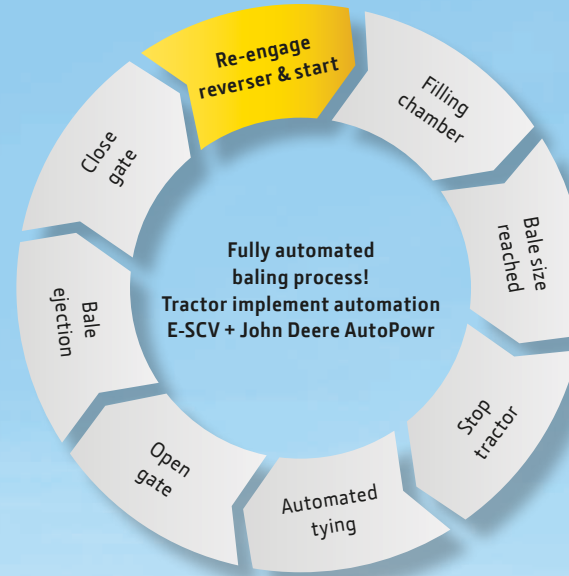 Re-engage
reverser & start
Filling
chamber
Bale size
reached
Stop
tractor
Automated
tying
Open
gate
Bale
ejection
Close
gate
Fully automated
baling process!
Tractor implement automation
E-SCV + John Deere AutoPowr